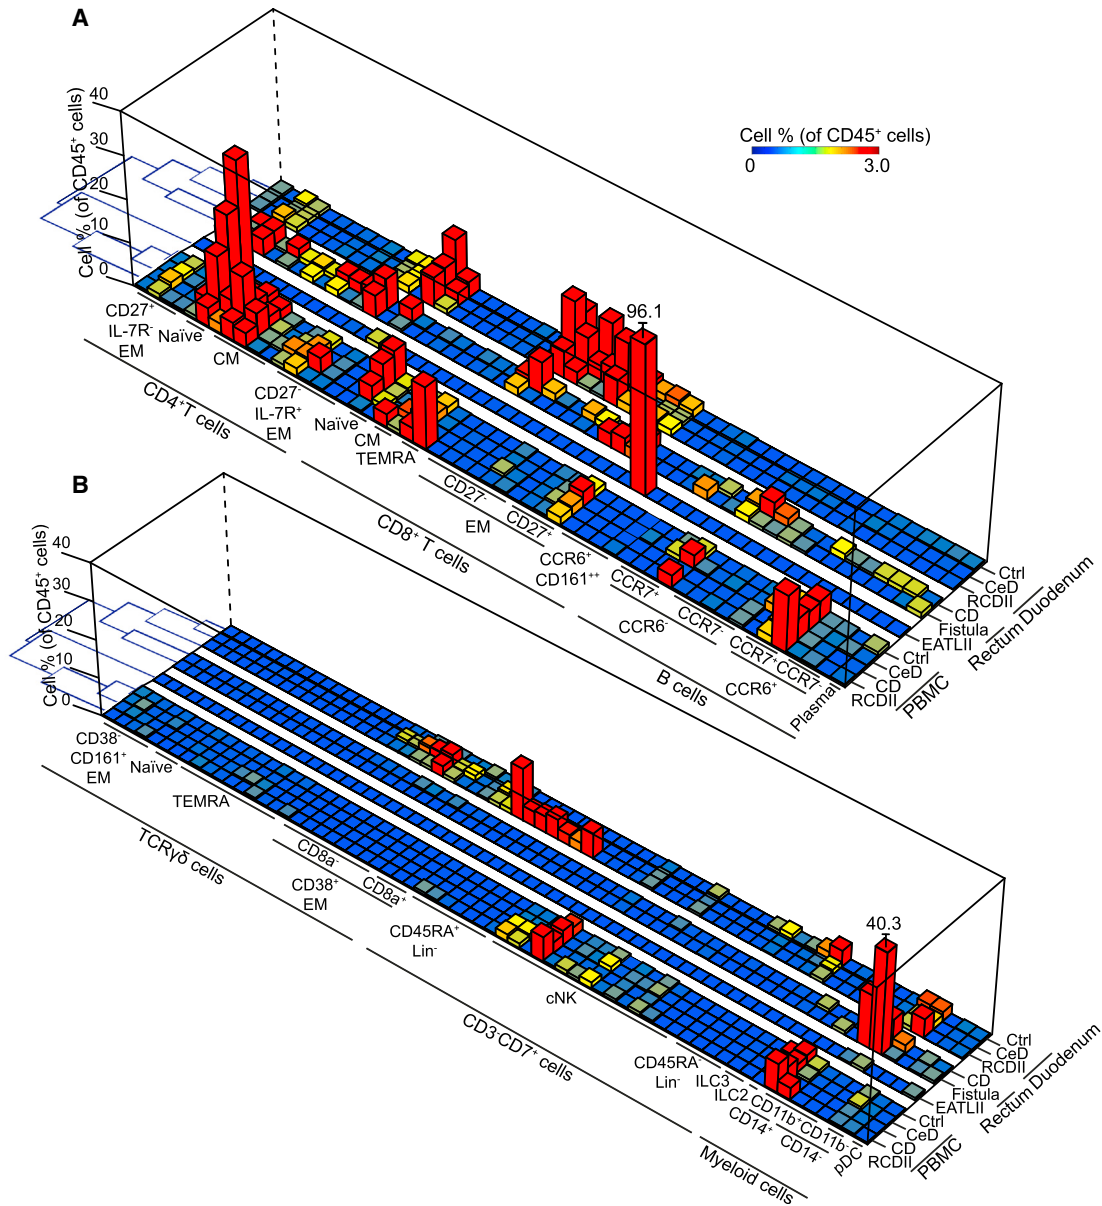 A
Cell % (of CD45⁺ cells)
40
30
20
10
0
Cell % (of CD45⁺ cells)
0 3.0
96.1
CD27⁺
IL-7R⁻
EM
Naïve
CM
CD27⁻
IL-7R⁺
EM
Naïve
CM
TEMRA
CD27⁻
CD27⁺
EM
CCR6⁺
CD161⁺⁺
CCR7⁺
CCR7⁻
CCR6⁻
CCR7⁺
CCR7⁻
CCR6⁺
Plasma
CD4⁺T cells
CD8⁺ T cells
B cells
Ctrl
CeD
RCDII
CD
Fistula
EATLII
Ctrl
CeD
CD
RCDII
Duodenum
Rectum
PBMC
B
Cell % (of CD45⁺ cells)
40
30
20
10
0
40.3
CD38⁻
CD161⁺
EM
Naïve
TEMRA
CD8a⁻
CD8a⁺
CD38⁺
EM
CD45RA⁺
Lin⁻
cNK
CD45RA⁻
Lin⁻
ILC3
ILC2
CD11b⁺
CD11b⁻
CD14⁺
CD14⁻
pDC
TCRγδ cells
CD3⁻CD7⁺ cells
Myeloid cells
Ctrl
CeD
RCDII
CD
Fistula
EATLII
Ctrl
CeD
CD
RCDII
Duodenum
Rectum
PBMC